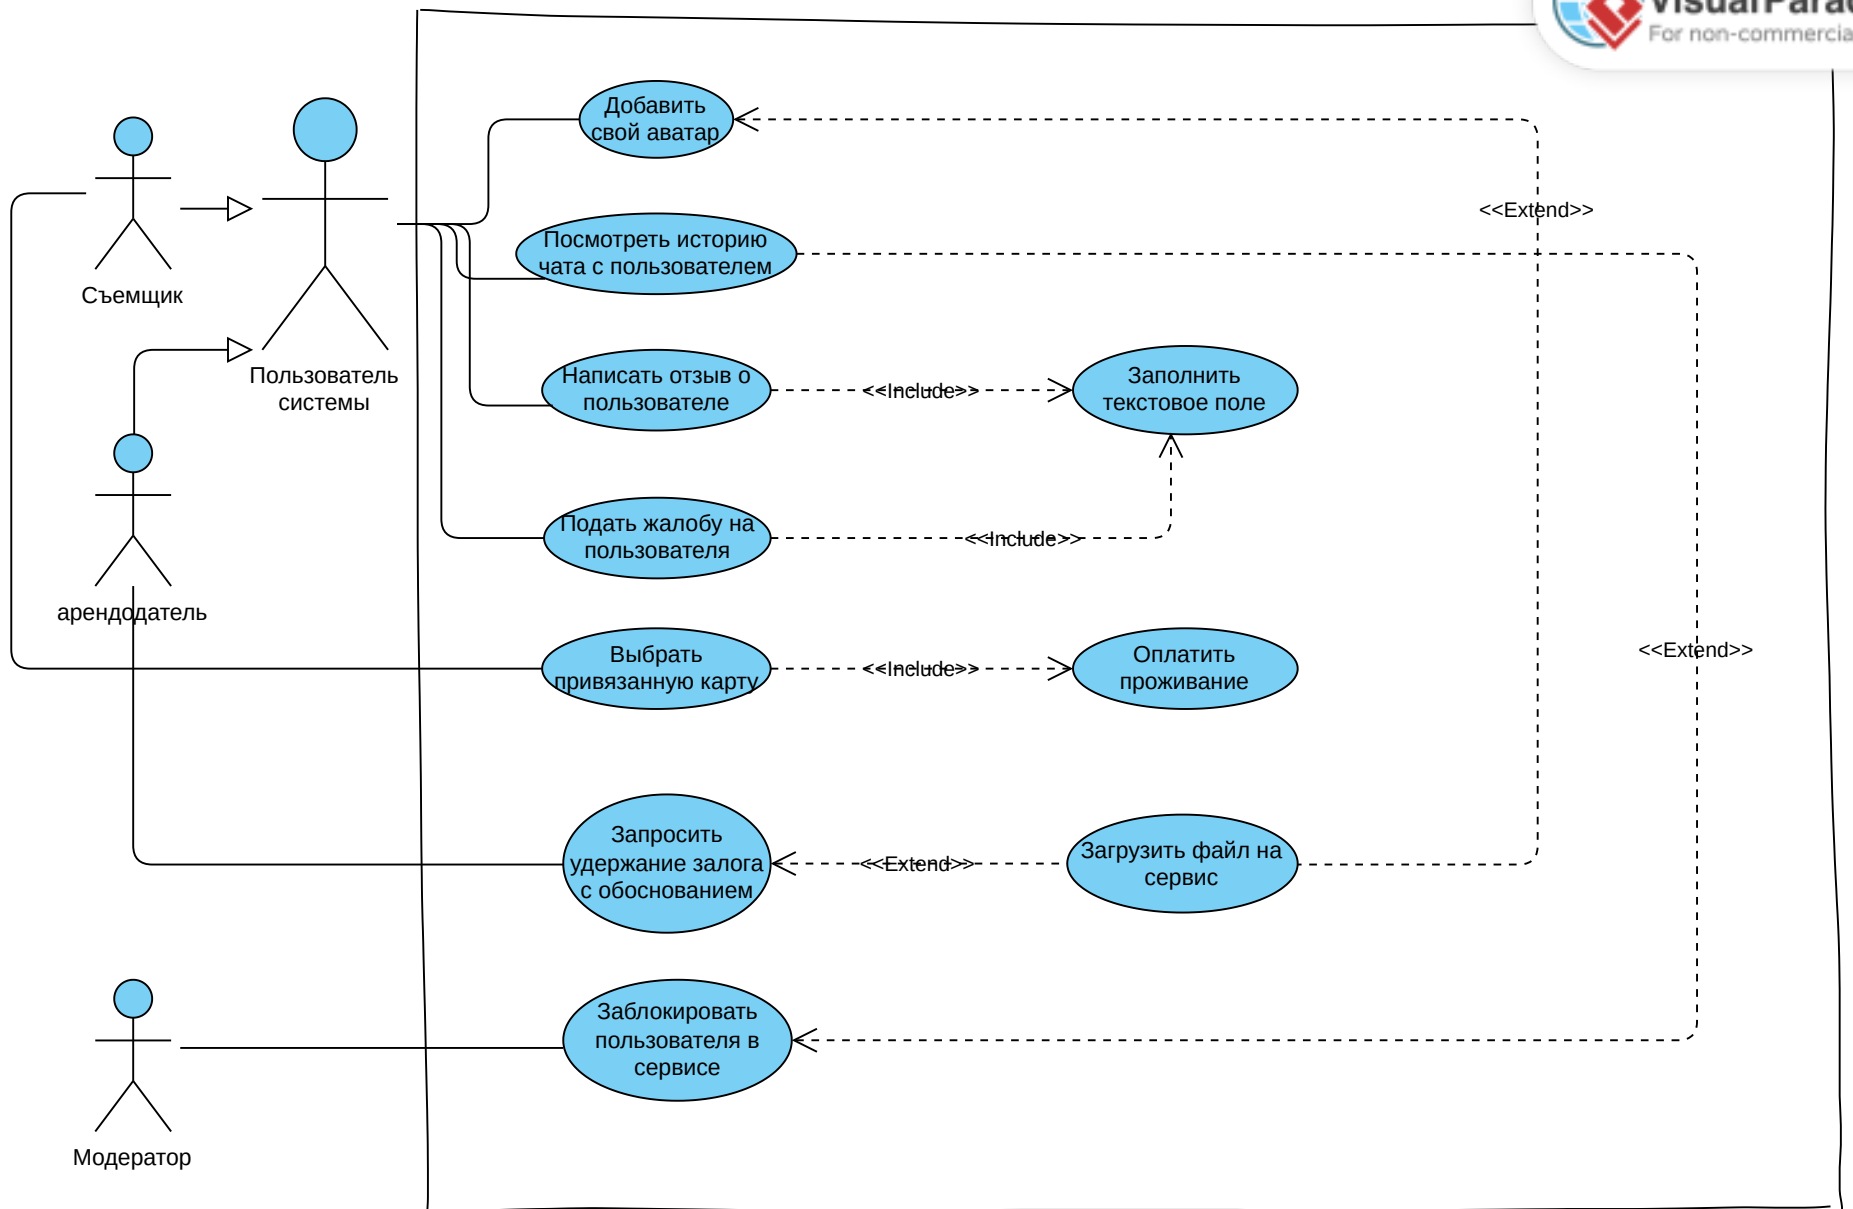 For non-commercia
Добавить
свой аватар
<<Extend>>
Посмотреть историю
чата с пользователем
Съемщик
Пользователь
системы
Написать отзыв о
пользователе
<<Include>>
Заполнить
текстовое поле
Подать жалобу на
пользователя
<<Include>>
арендодатель
Выбрать
привязанную карту
<<Include>>
Оплатить
проживание
<<Extend>>
Запросить
удержание залога
с обоснованием
<<Extend>>
Загрузить файл на
сервис
Заблокировать
пользователя в
сервисе
Модератор